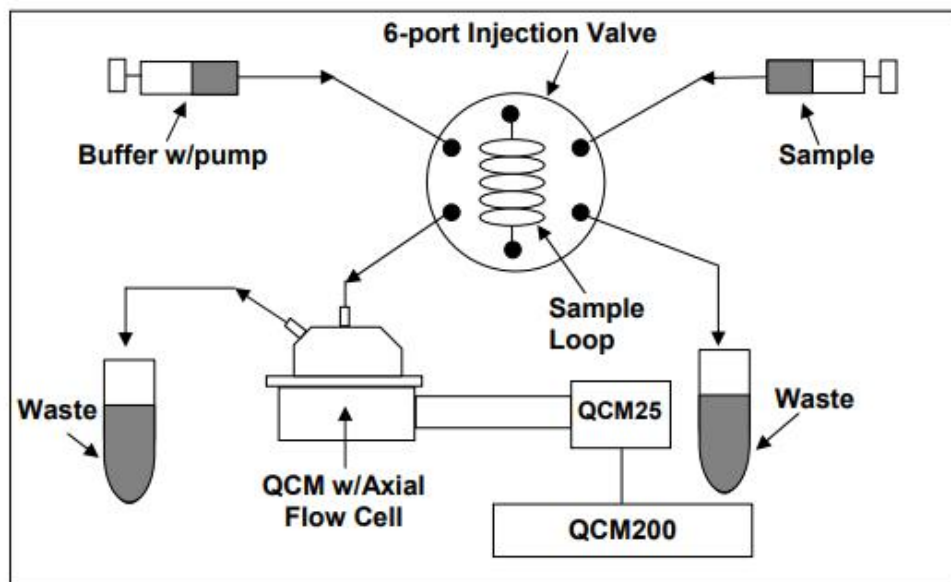 6-port Injection Valve
Buffer w/pump
Sample
Sample
Loop
Waste
QCM25
Waste
QCM w/Axial
Flow Cell
QCM200